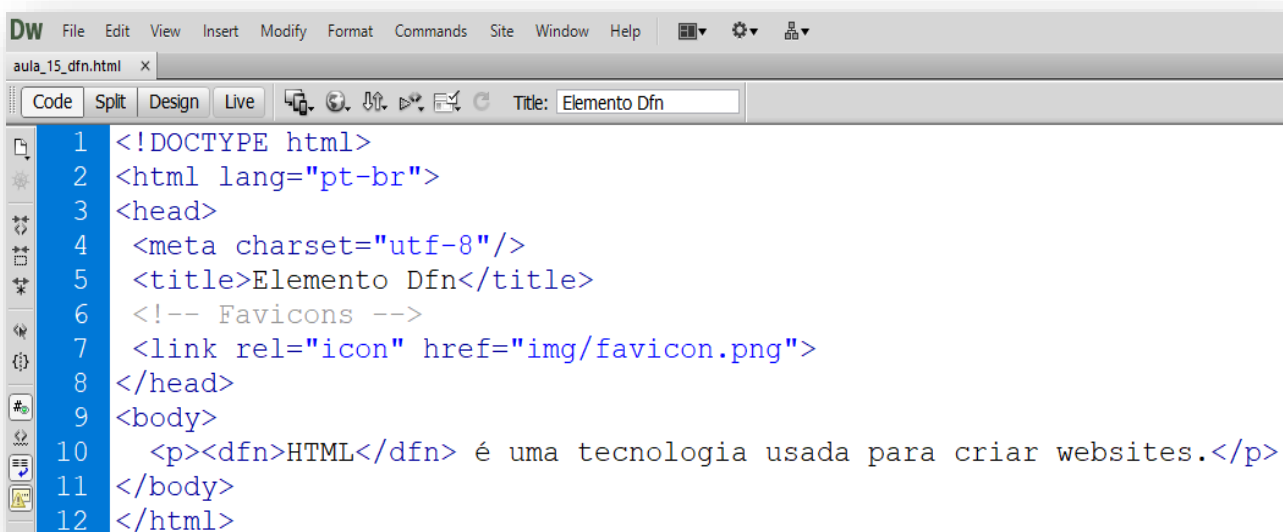 DW File Edit View Insert Modify Format Commands Site Window Help
aula_15_dfn.html ×
Code Split Design Live Title: Elemento Dfn
1 <!DOCTYPE html>
2 <html lang="pt-br">
3 <head>
4 <meta charset="utf-8"/>
5 <title>Elemento Dfn</title>
6 <!-- Favicons -->
7 <link rel="icon" href="img/favicon.png">
8 </head>
9 <body>
10 <p><dfn>HTML</dfn> é uma tecnologia usada para criar websites.</p>
11 </body>
12 </html>